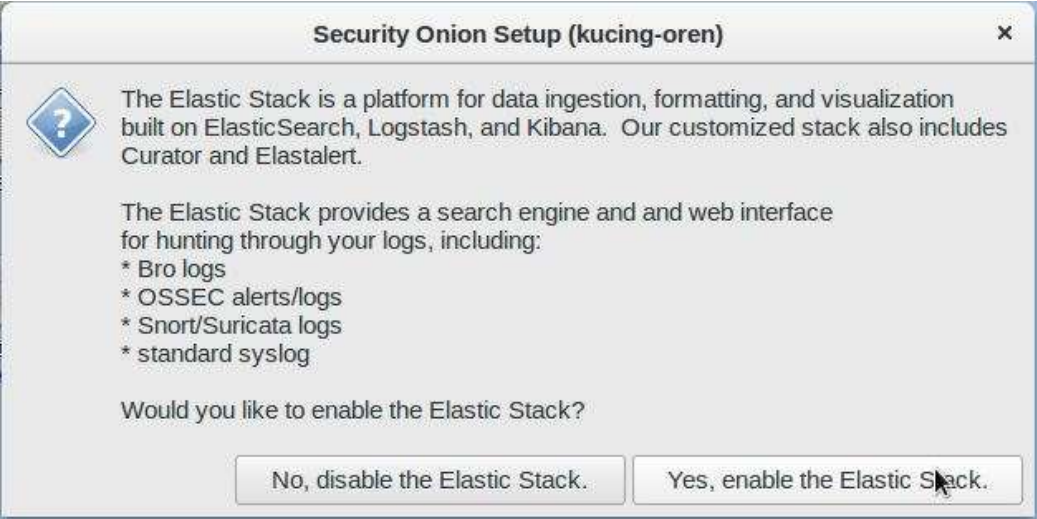 Security Onion Setup (kucing-oren)
×
?
The Elastic Stack is a platform for data ingestion, formatting, and visualization
built on ElasticSearch, Logstash, and Kibana.  Our customized stack also includes
Curator and Elastalert.
The Elastic Stack provides a search engine and and web interface
for hunting through your logs, including:
* Bro logs
* OSSEC alerts/logs
* Snort/Suricata logs
* standard syslog
Would you like to enable the Elastic Stack?
No, disable the Elastic Stack.
Yes, enable the Elastic Stack.